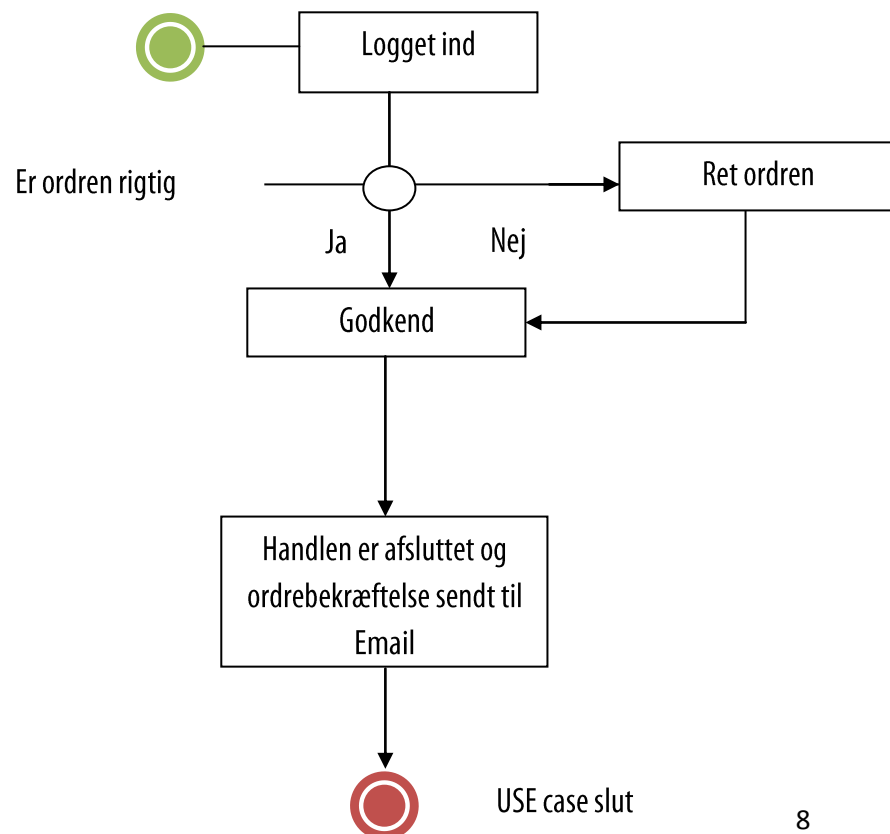 Logget ind
Er ordren rigtig
Ret ordren
Ja
Nej
Godkend
Handlen er afsluttet og
ordrebekræftelse sendt til
Email
USE case slut
8